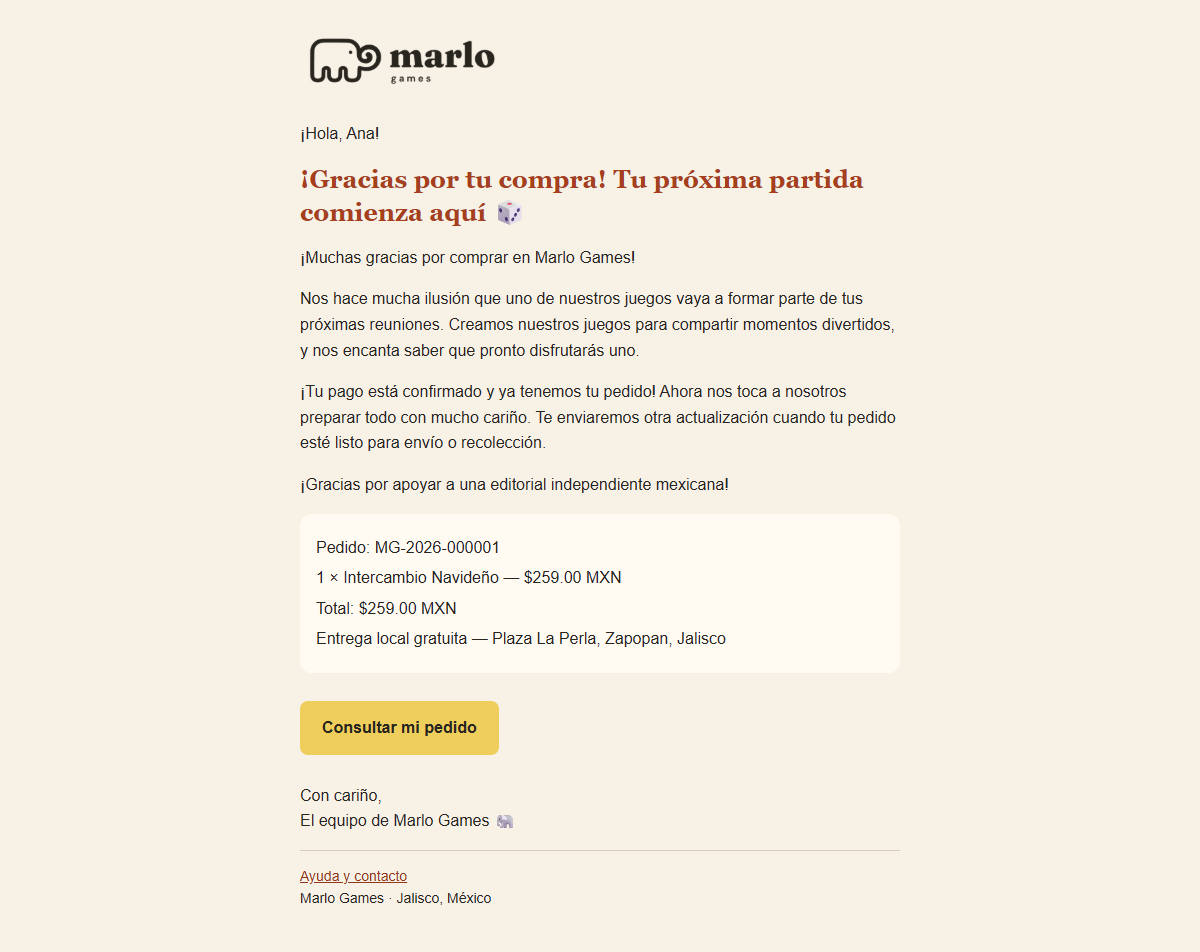 marlo
games
¡Hola, Ana!
¡Gracias por tu compra! Tu próxima partida
comienza aquí 🎲
¡Muchas gracias por comprar en Marlo Games!
Nos hace mucha ilusión que uno de nuestros juegos vaya a formar parte de tus
próximas reuniones. Creamos nuestros juegos para compartir momentos divertidos,
y nos encanta saber que pronto disfrutarás uno.
¡Tu pago está confirmado y ya tenemos tu pedido! Ahora nos toca a nosotros
preparar todo con mucho cariño. Te enviaremos otra actualización cuando tu pedido
esté listo para envío o recolección.
¡Gracias por apoyar a una editorial independiente mexicana!
Pedido: MG-2026-000001
1 × Intercambio Navideño — $259.00 MXN
Total: $259.00 MXN
Entrega local gratuita — Plaza La Perla, Zapopan, Jalisco
Consultar mi pedido
Con cariño,
El equipo de Marlo Games 🐘
Ayuda y contacto
Marlo Games · Jalisco, México